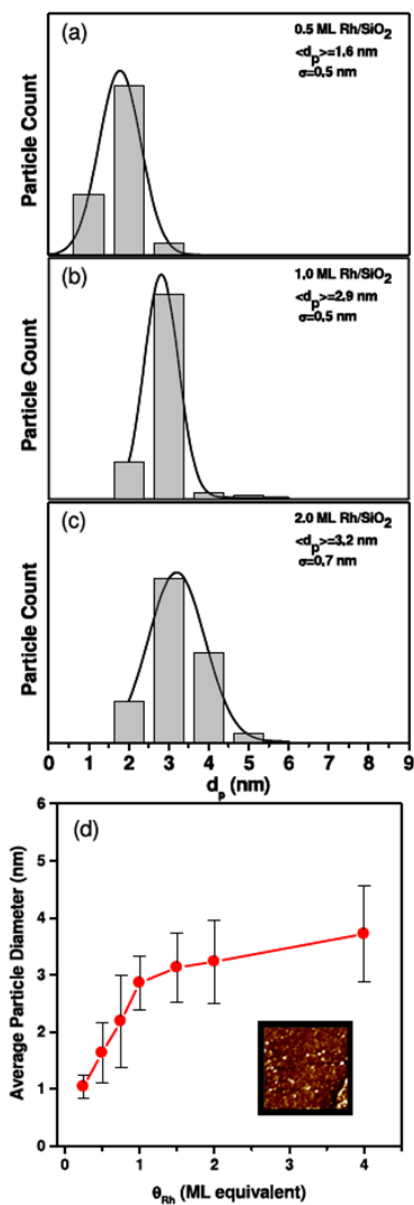 (a)
0.5 ML Rh/SiO2
<dp>=1.6 nm
σ=0.5 nm
Particle Count
(b)
1.0 ML Rh/SiO2
<dp>=2.9 nm
σ=0.5 nm
Particle Count
(c)
2.0 ML Rh/SiO2
<dp>=3.2 nm
σ=0.7 nm
Particle Count
0 1 2 3 4 5 6 7 8 9
dp (nm)
(d)
6
5
4
3
2
1
0
Average Particle Diameter (nm)
0 1 2 3 4
θRh (ML equivalent)